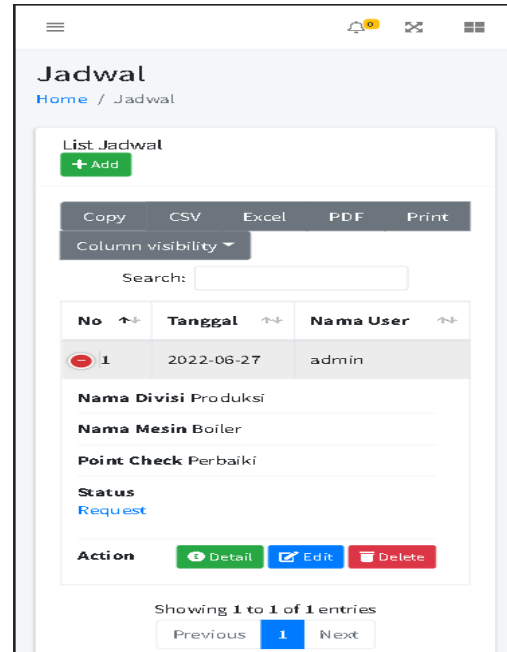 0
Jadwal
Home / Jadwal
List Jadwal
+ Add
Copy CSV Excel PDF Print
Column visibility
Search:
No Tanggal Nama User
1 2022-06-27 admin
Nama Divisi Produksi
Nama Mesin Boiler
Point Check Perbaiki
Status
Request
Action Detail Edit Delete
Showing 1 to 1 of 1 entries
Previous 1 Next